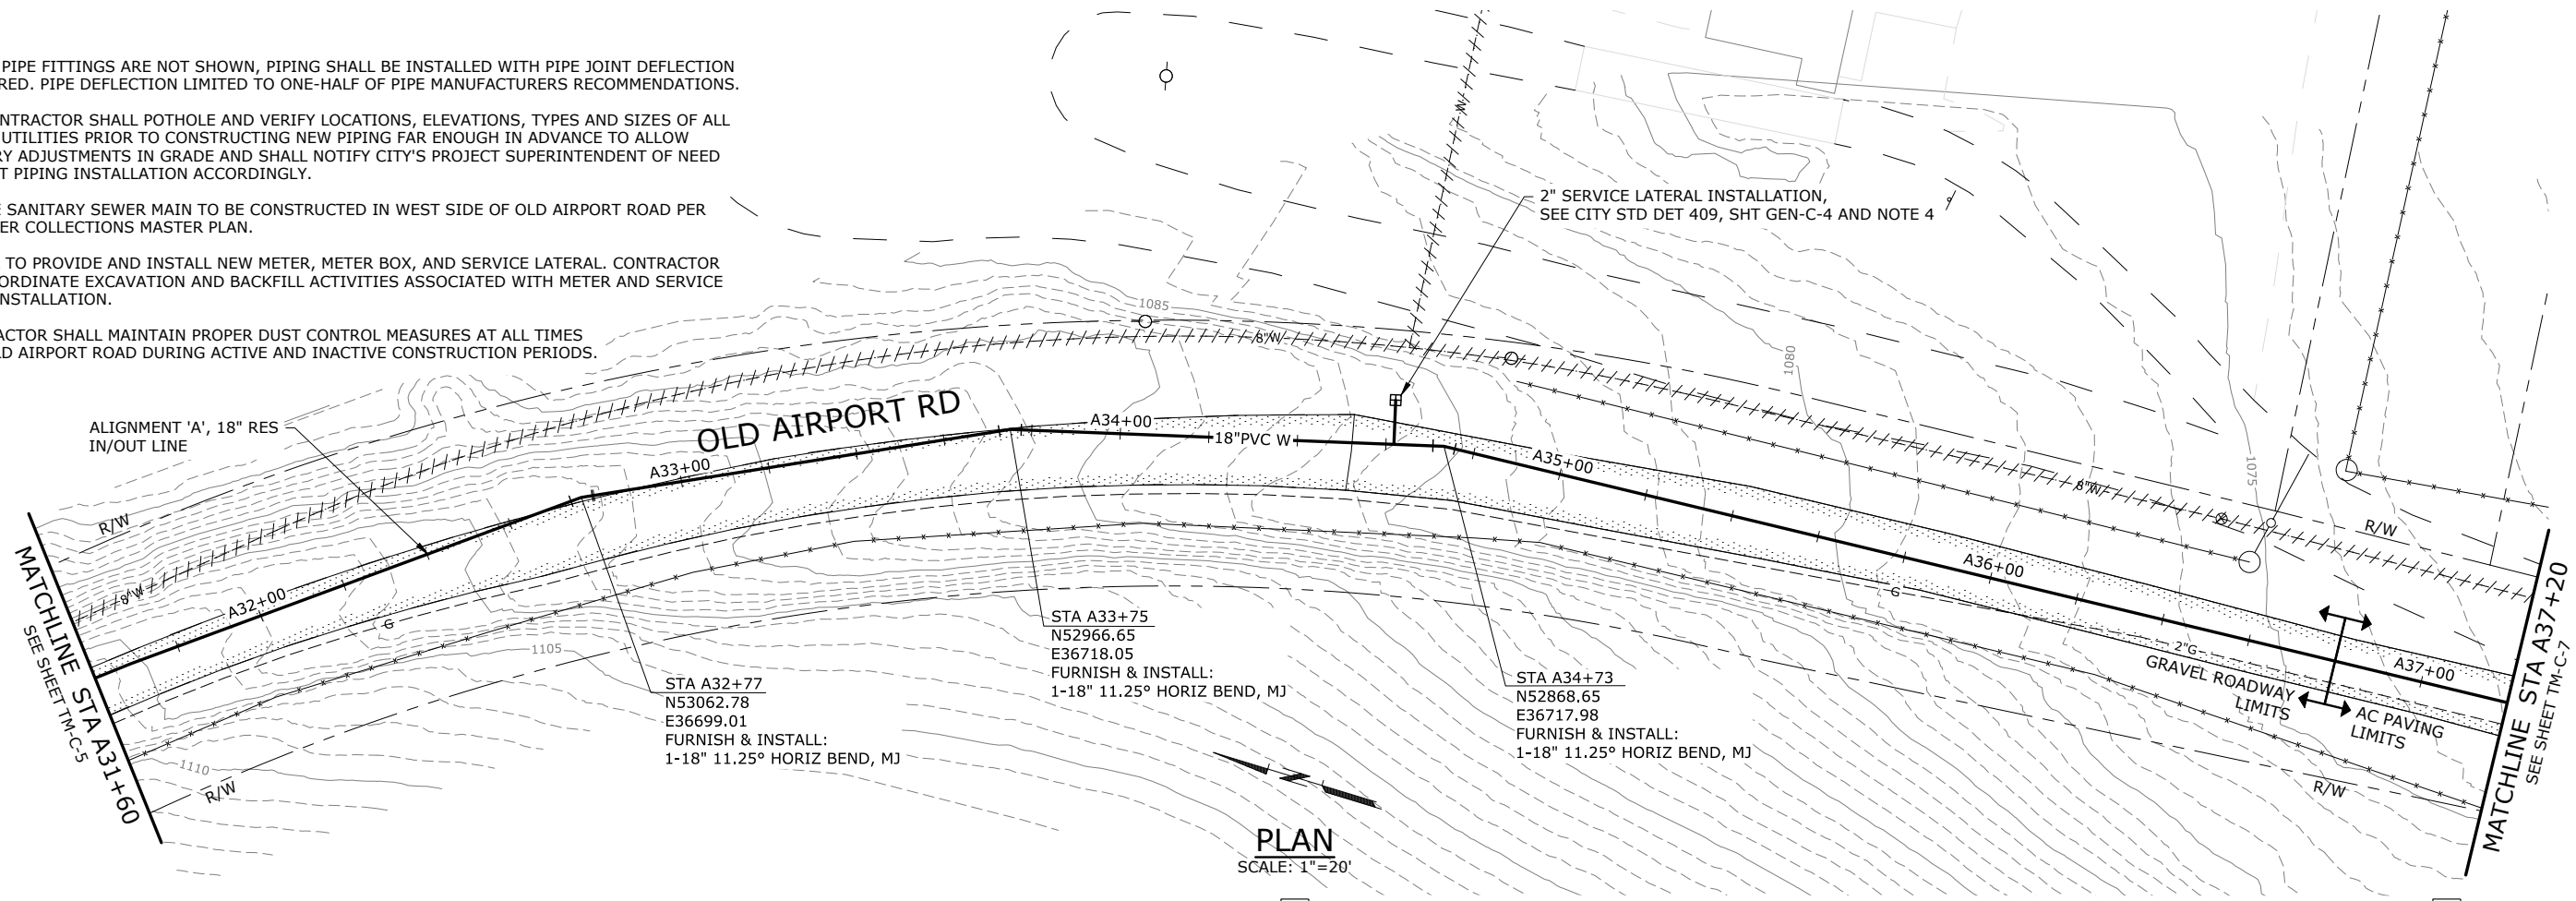 PIPE FITTINGS ARE NOT SHOWN, PIPING SHALL BE INSTALLED WITH PIPE JOINT DEFLECTION
RED. PIPE DEFLECTION LIMITED TO ONE-HALF OF PIPE MANUFACTURERS RECOMMENDATIONS.
NTRACTOR SHALL POTHOLE AND VERIFY LOCATIONS, ELEVATIONS, TYPES AND SIZES OF ALL
UTILITIES PRIOR TO CONSTRUCTING NEW PIPING FAR ENOUGH IN ADVANCE TO ALLOW
RY ADJUSTMENTS IN GRADE AND SHALL NOTIFY CITY'S PROJECT SUPERINTENDENT OF NEED
T PIPING INSTALLATION ACCORDINGLY.
E SANITARY SEWER MAIN TO BE CONSTRUCTED IN WEST SIDE OF OLD AIRPORT ROAD PER
ER COLLECTIONS MASTER PLAN.
TO PROVIDE AND INSTALL NEW METER, METER BOX, AND SERVICE LATERAL. CONTRACTOR
ORDINATE EXCAVATION AND BACKFILL ACTIVITIES ASSOCIATED WITH METER AND SERVICE
NSTALLATION.
ACTOR SHALL MAINTAIN PROPER DUST CONTROL MEASURES AT ALL TIMES
LD AIRPORT ROAD DURING ACTIVE AND INACTIVE CONSTRUCTION PERIODS.
2" SERVICE LATERAL INSTALLATION,
SEE CITY STD DET 409, SHT GEN-C-4 AND NOTE 4
W
1085
8"W
1080
1075
8"W
R/W
ALIGNMENT 'A', 18" RES
IN/OUT LINE
OLD AIRPORT RD
R/W
8"W
A32+00
A33+00
A34+00
18"PVC W
A35+00
A36+00
A37+00
G
G
2"G
1105
1110
R/W
R/W
MATCHLINE STA A31+60
SEE SHEET TM-C-5
STA A32+77
N53062.78
E36699.01
FURNISH & INSTALL:
1-18" 11.25° HORIZ BEND, MJ
STA A33+75
N52966.65
E36718.05
FURNISH & INSTALL:
1-18" 11.25° HORIZ BEND, MJ
STA A34+73
N52868.65
E36717.98
FURNISH & INSTALL:
1-18" 11.25° HORIZ BEND, MJ
GRAVEL ROADWAY
LIMITS
AC PAVING
LIMITS
MATCHLINE STA A37+20
SEE SHEET TM-C-7
PLAN
SCALE: 1"=20'